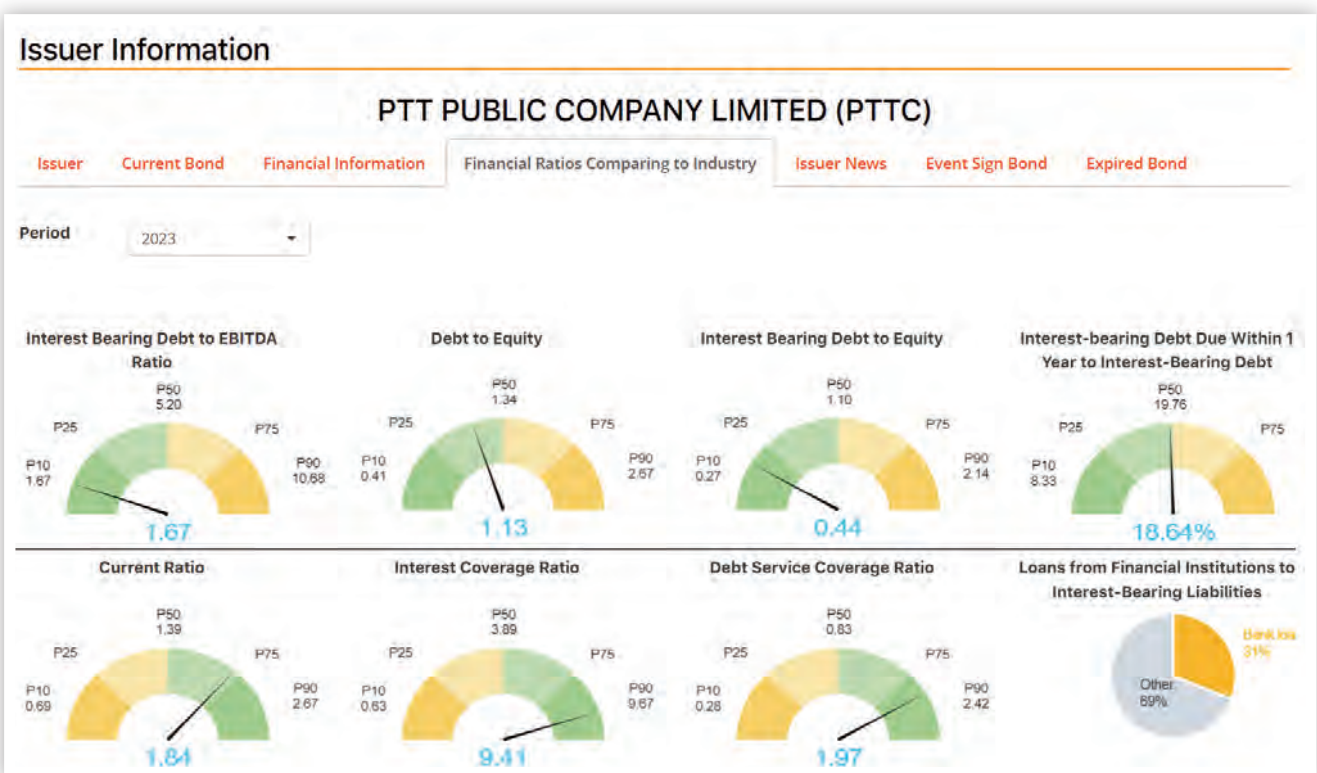 Issuer Information
PTT PUBLIC COMPANY LIMITED (PTTC)
Issuer
Current Bond
Financial Information
Financial Ratios Comparing to Industry
Issuer News
Event Sign Bond
Expired Bond
Period
2023
Interest Bearing Debt to EBITDA
Ratio
P50
5.20
P25
P75
P10
1.67
P90
10.68
1.67
Debt to Equity
P50
1.34
P25
P75
P10
0.41
P90
2.67
1.13
Interest Bearing Debt to Equity
P50
1.10
P25
P75
P10
0.27
P90
2.14
0.44
Interest-bearing Debt Due Within 1
Year to Interest-Bearing Debt
P50
19.76
P25
P75
P10
8.33
18.64%
Current Ratio
P50
1.39
P25
P75
P10
0.69
P90
2.67
1.84
Interest Coverage Ratio
P50
3.89
P25
P75
P10
0.63
P90
9.67
9.41
Debt Service Coverage Ratio
P50
0.83
P25
P75
P10
0.28
P90
2.42
1.97
Loans from Financial Institutions to
Interest-Bearing Liabilities
Bank loa
31%
Other
69%